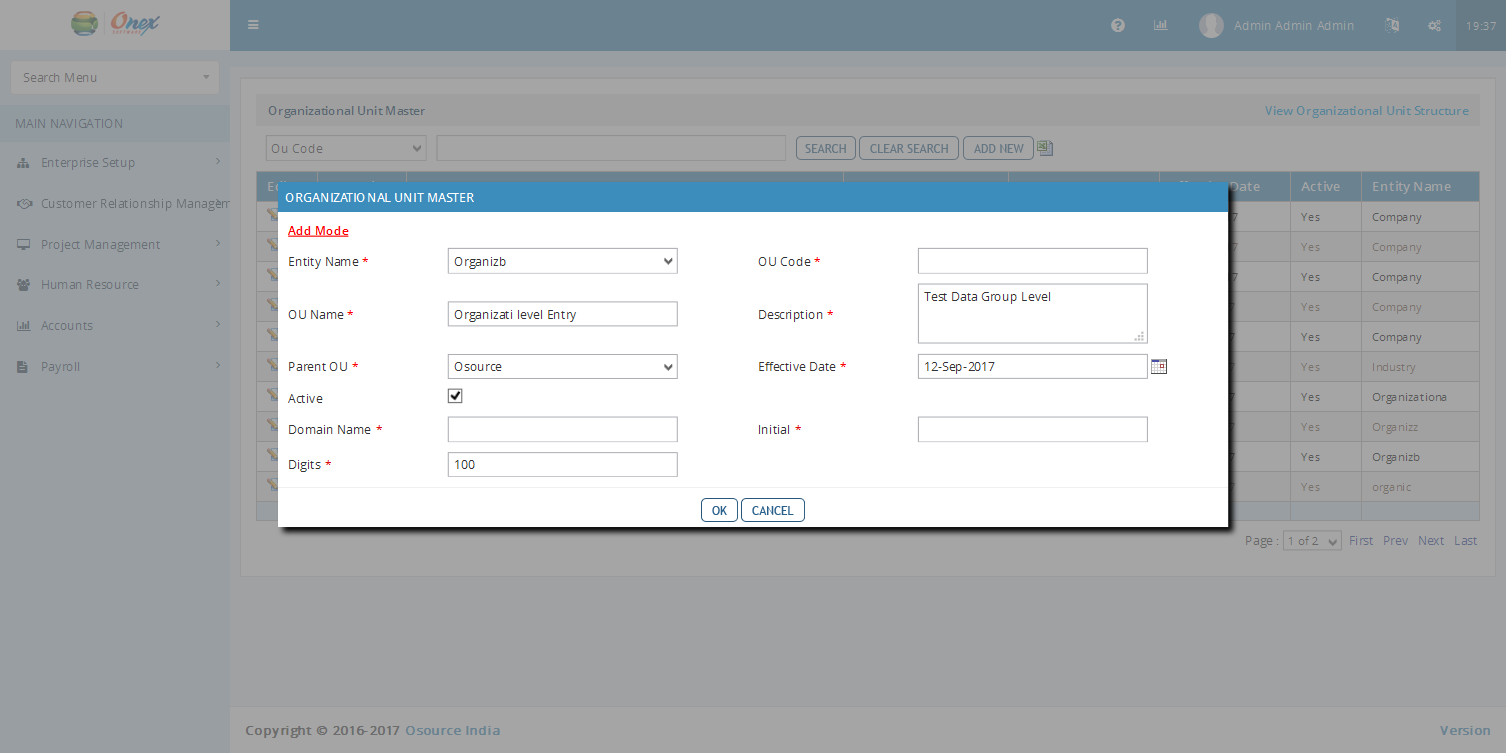 Onex
SOFTWARE
Admin Admin Admin
19:37
Search Menu
MAIN NAVIGATION
Enterprise Setup
Customer Relationship Managem
Project Management
Human Resource
Accounts
Payroll
Organizational Unit Master
View Organizational Unit Structure
Ou Code
SEARCH
CLEAR SEARCH
ADD NEW
Date Active Entity Name
7 Yes Company
7 Yes Company
7 Yes Company
7 Yes Company
7 Yes Company
7 Yes Industry
7 Yes Organizationa
7 Yes Organizz
7 Yes Organizb
7 Yes organic
ORGANIZATIONAL UNIT MASTER
Add Mode
Entity Name * Organizb OU Code *
OU Name * Organizati level Entry Description * Test Data Group Level
Parent OU * Osource Effective Date * 12-Sep-2017
Active
Domain Name * Initial *
Digits * 100
OK CANCEL
Page : 1 of 2 First Prev Next Last
Copyright © 2016-2017 Osource India
Version